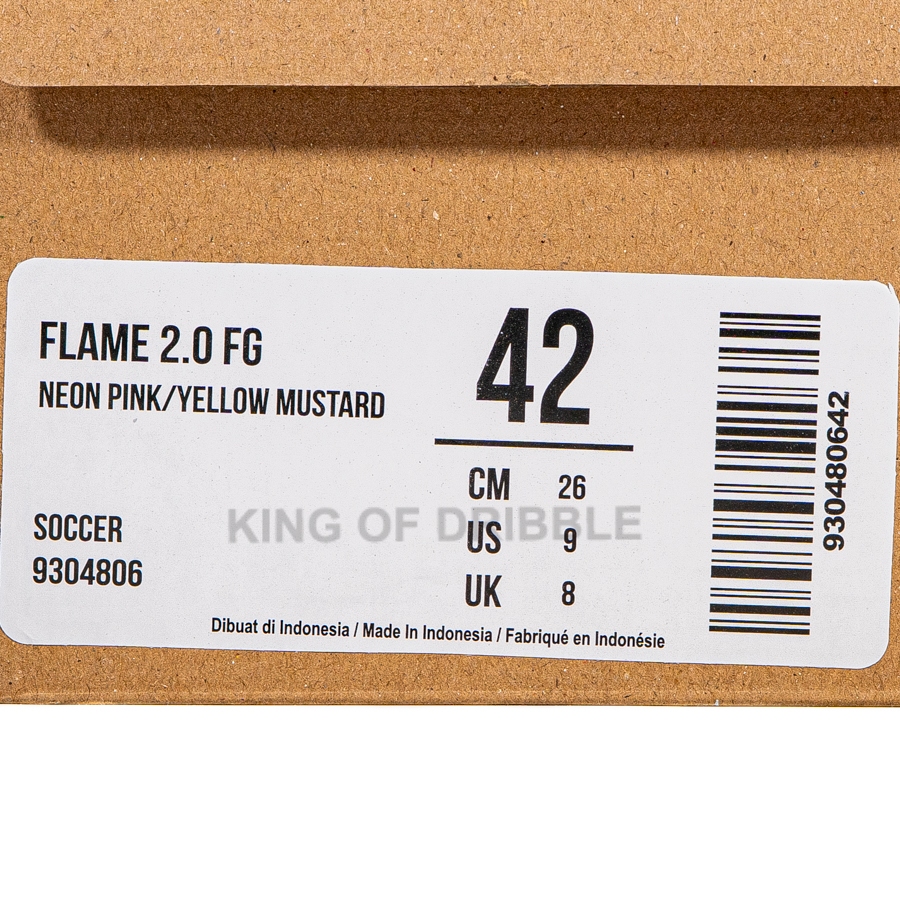 FLAME 2.0 FG
NEON PINK/YELLOW MUSTARD
SOCCER
9304806
42
CM 26
US 9
UK 8
KING OF DRIBBLE
Dibuat di Indonesia / Made In Indonesia / Fabriqué en Indonésie
930480642